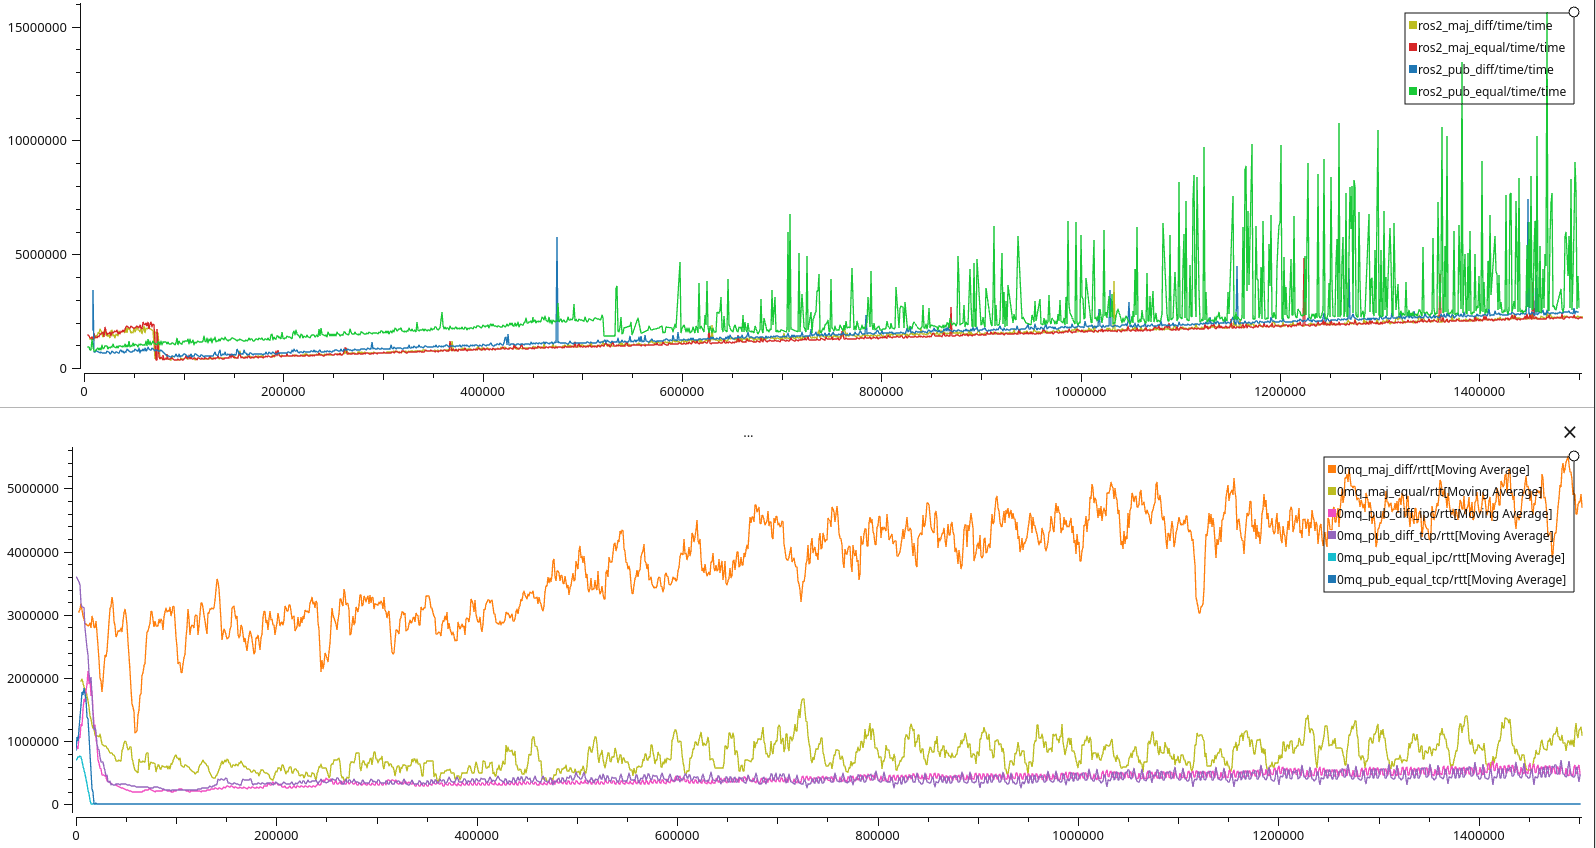 15000000
10000000
5000000
0
ros2_maj_diff/time/time
ros2_maj_equal/time/time
ros2_pub_diff/time/time
ros2_pub_equal/time/time
0 200000 400000 600000 800000 1000000 1200000 1400000
...
5000000
4000000
3000000
2000000
1000000
0
0mq_maj_diff/rtt[Moving Average]
0mq_maj_equal/rtt[Moving Average]
0mq_pub_diff_ipc/rtt[Moving Average]
0mq_pub_diff_tcp/rtt[Moving Average]
0mq_pub_equal_ipc/rtt[Moving Average]
0mq_pub_equal_tcp/rtt[Moving Average]
0 200000 400000 600000 800000 1000000 1200000 1400000